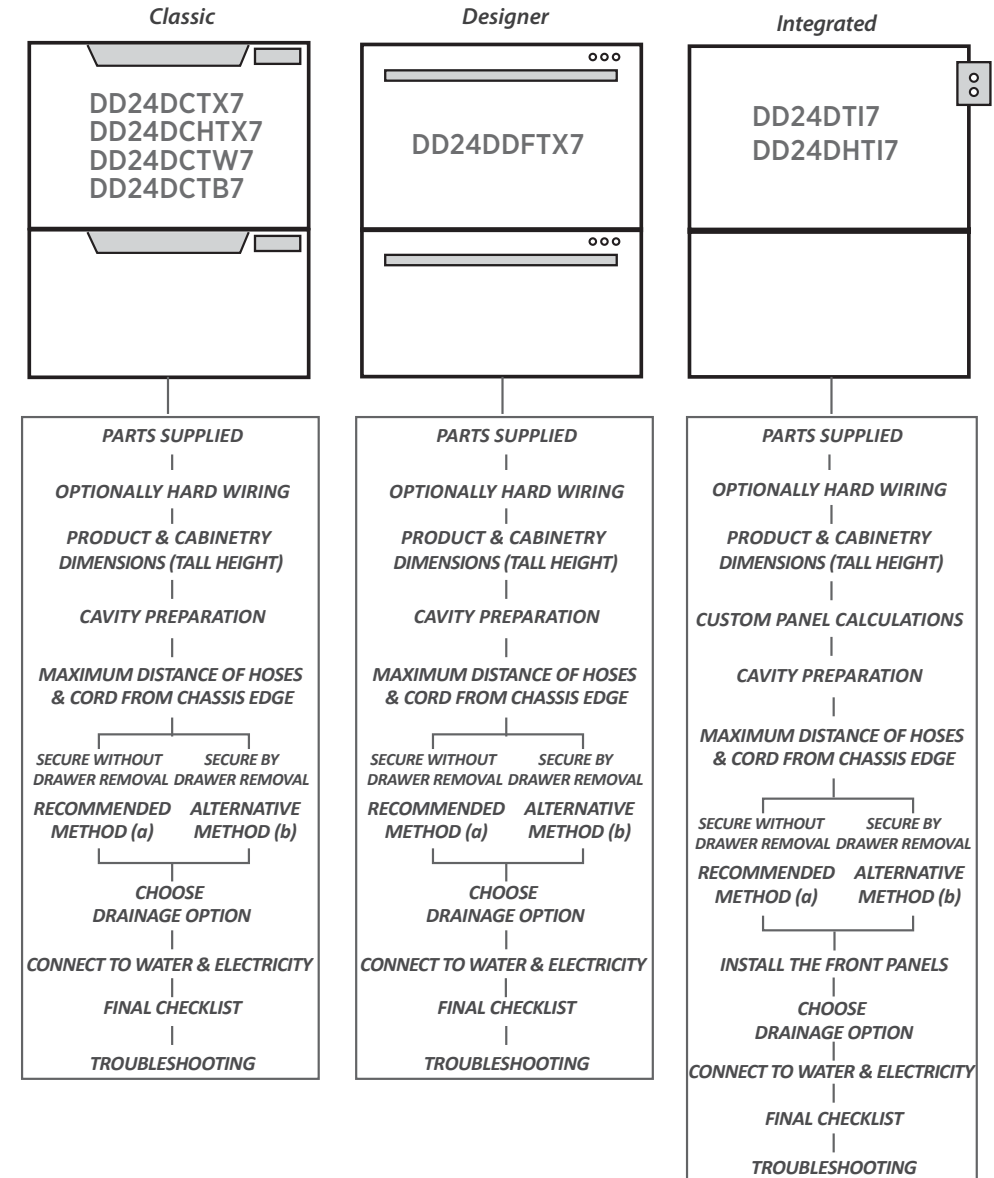 Classic
DD24DCTX7
DD24DCHTX7
DD24DCTW7
DD24DCTB7
PARTS SUPPLIED
OPTIONALLY HARD WIRING
PRODUCT & CABINETRY
DIMENSIONS (TALL HEIGHT)
CAVITY PREPARATION
MAXIMUM DISTANCE OF HOSES
& CORD FROM CHASSIS EDGE
SECURE WITHOUT
DRAWER REMOVAL
RECOMMENDED
METHOD (a)
SECURE BY
DRAWER REMOVAL
ALTERNATIVE
METHOD (b)
CHOOSE
DRAINAGE OPTION
CONNECT TO WATER & ELECTRICITY
FINAL CHECKLIST
TROUBLESHOOTING
Designer
DD24DDFTX7
PARTS SUPPLIED
OPTIONALLY HARD WIRING
PRODUCT & CABINETRY
DIMENSIONS (TALL HEIGHT)
CAVITY PREPARATION
MAXIMUM DISTANCE OF HOSES
& CORD FROM CHASSIS EDGE
SECURE WITHOUT
DRAWER REMOVAL
RECOMMENDED
METHOD (a)
SECURE BY
DRAWER REMOVAL
ALTERNATIVE
METHOD (b)
CHOOSE
DRAINAGE OPTION
CONNECT TO WATER & ELECTRICITY
FINAL CHECKLIST
TROUBLESHOOTING
Integrated
DD24DTI7
DD24DHTI7
PARTS SUPPLIED
OPTIONALLY HARD WIRING
PRODUCT & CABINETRY
DIMENSIONS (TALL HEIGHT)
CUSTOM PANEL CALCULATIONS
CAVITY PREPARATION
MAXIMUM DISTANCE OF HOSES
& CORD FROM CHASSIS EDGE
SECURE WITHOUT
DRAWER REMOVAL
RECOMMENDED
METHOD (a)
SECURE BY
DRAWER REMOVAL
ALTERNATIVE
METHOD (b)
INSTALL THE FRONT PANELS
CHOOSE
DRAINAGE OPTION
CONNECT TO WATER & ELECTRICITY
FINAL CHECKLIST
TROUBLESHOOTING